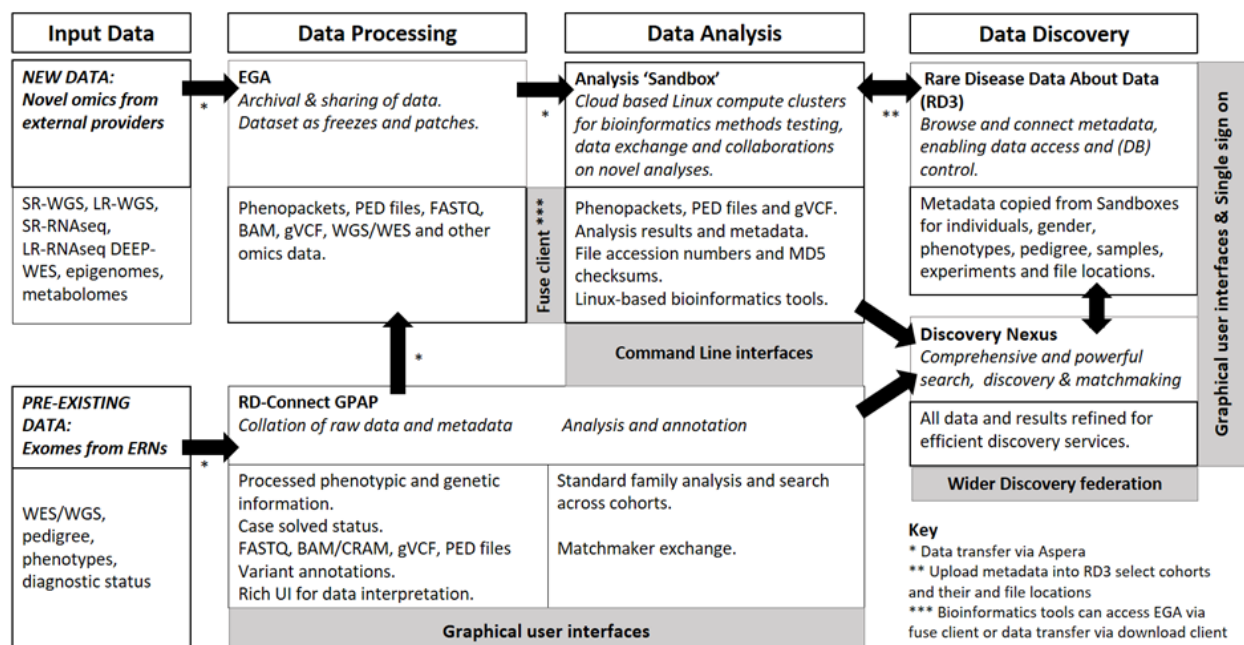 Input Data
Data Processing
Data Analysis
Data Discovery
NEW DATA:
Novel omics from
external providers
*
SR-WGS, LR-WGS,
SR-RNAseq,
LR-RNAseq DEEP-
WES, epigenomes,
metabolomes
EGA
Archival & sharing of data.
Dataset as freezes and patches.
*
Phenopackets, PED files, FASTQ,
BAM, gVCF, WGS/WES and other
omics data.
Fuse client ***
Analysis ‘Sandbox’
Cloud based Linux compute clusters
for bioinformatics methods testing,
data exchange and collaborations
on novel analyses.
**
Phenopackets, PED files and gVCF.
Analysis results and metadata.
File accession numbers and MD5
checksums.
Linux-based bioinformatics tools.
Command Line interfaces
Rare Disease Data About Data
(RD3)
Browse and connect metadata,
enabling data access and (DB)
control.
Metadata copied from Sandboxes
for individuals, gender,
phenotypes, pedigree, samples,
experiments and file locations.
Discovery Nexus
Comprehensive and powerful
search, discovery & matchmaking
All data and results refined for
efficient discovery services.
Wider Discovery federation
Graphical user interfaces & Single sign on
*
PRE-EXISTING
DATA:
Exomes from ERNs
*
WES/WGS,
pedigree,
phenotypes,
diagnostic status
RD-Connect GPAP
Collation of raw data and metadata
Analysis and annotation
Processed phenotypic and genetic
information.
Case solved status.
FASTQ, BAM/CRAM, gVCF, PED files
Variant annotations.
Rich UI for data interpretation.
Standard family analysis and search
across cohorts.
Matchmaker exchange.
Graphical user interfaces
Key
* Data transfer via Aspera
** Upload metadata into RD3 select cohorts
and their and file locations
*** Bioinformatics tools can access EGA via
fuse client or data transfer via download client